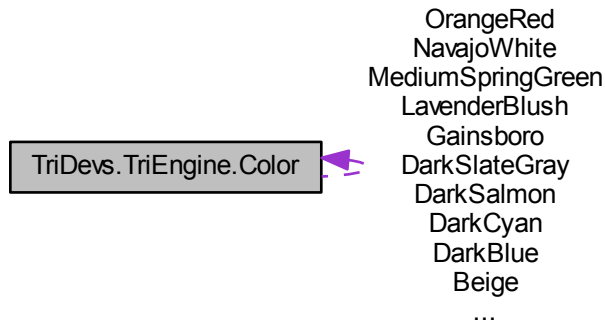 OrangeRed
NavajoWhite
MediumSpringGreen
LavenderBlush
Gainsboro
TriDevs.TriEngine.Color
DarkSlateGray
DarkSalmon
DarkCyan
DarkBlue
Beige
...